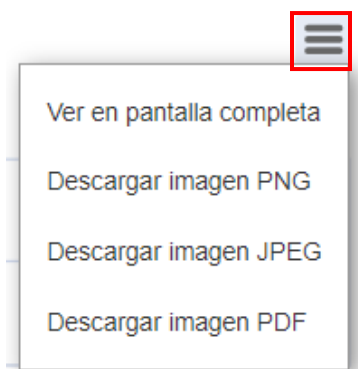 Ver en pantalla completa
Descargar imagen PNG
Descargar imagen JPEG
Descargar imagen PDF